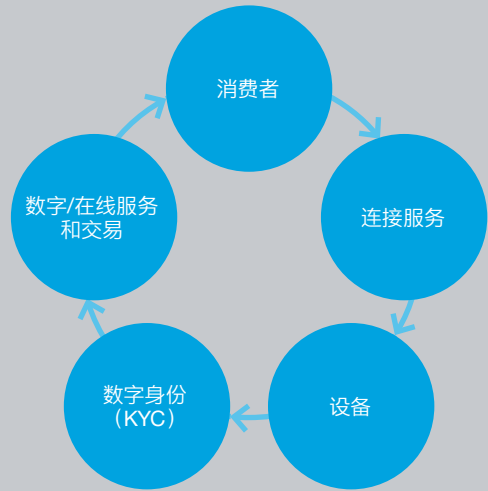 消费者
连接服务
设备
数字身份
（KYC）
数字/在线服务
和交易